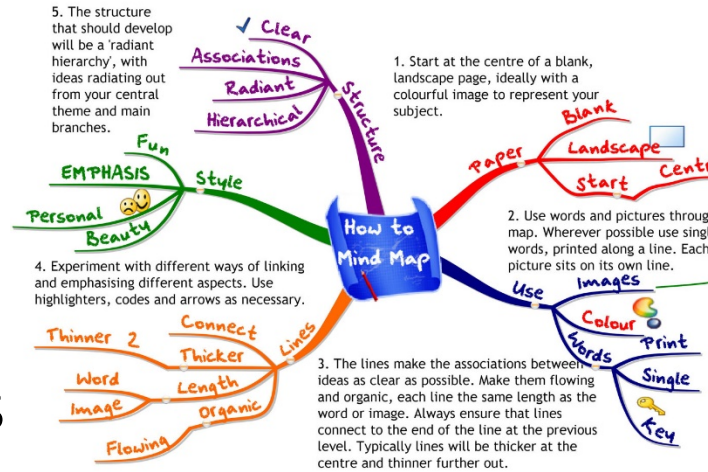 5. The structure
that should develop
will be a 'radiant
hierarchy', with
ideas radiating out
from your central
theme and main
branches.
Clear
Associations
Radiant
Hierarchical
Structure
1. Start at the centre of a blank,
landscape page, ideally with a
colourful image to represent your
subject.
Paper
Blank
Landscape
Start
Fun
EMPHASIS
Personal
Beauty
Style
How to
Mind Map
2. Use words and pictures
map. Wherever possible use
words, printed along a line. Each
picture sits on its own line.
Use
Images
Colour
Words
Print
Single
Key
4. Experiment with different ways of linking
and emphasising different aspects. Use
highlighters, codes and arrows as necessary.
Lines
Connect
Thinner 2
Thicker
Word
Image
Length
Organic
Flowing
3. The lines make the associations between
ideas as clear as possible. Make them flowing
and organic, each line the same length as the
word or image. Always ensure that lines
connect to the end of the line at the previous
level. Typically lines will be thicker at the
centre and thinner further out.